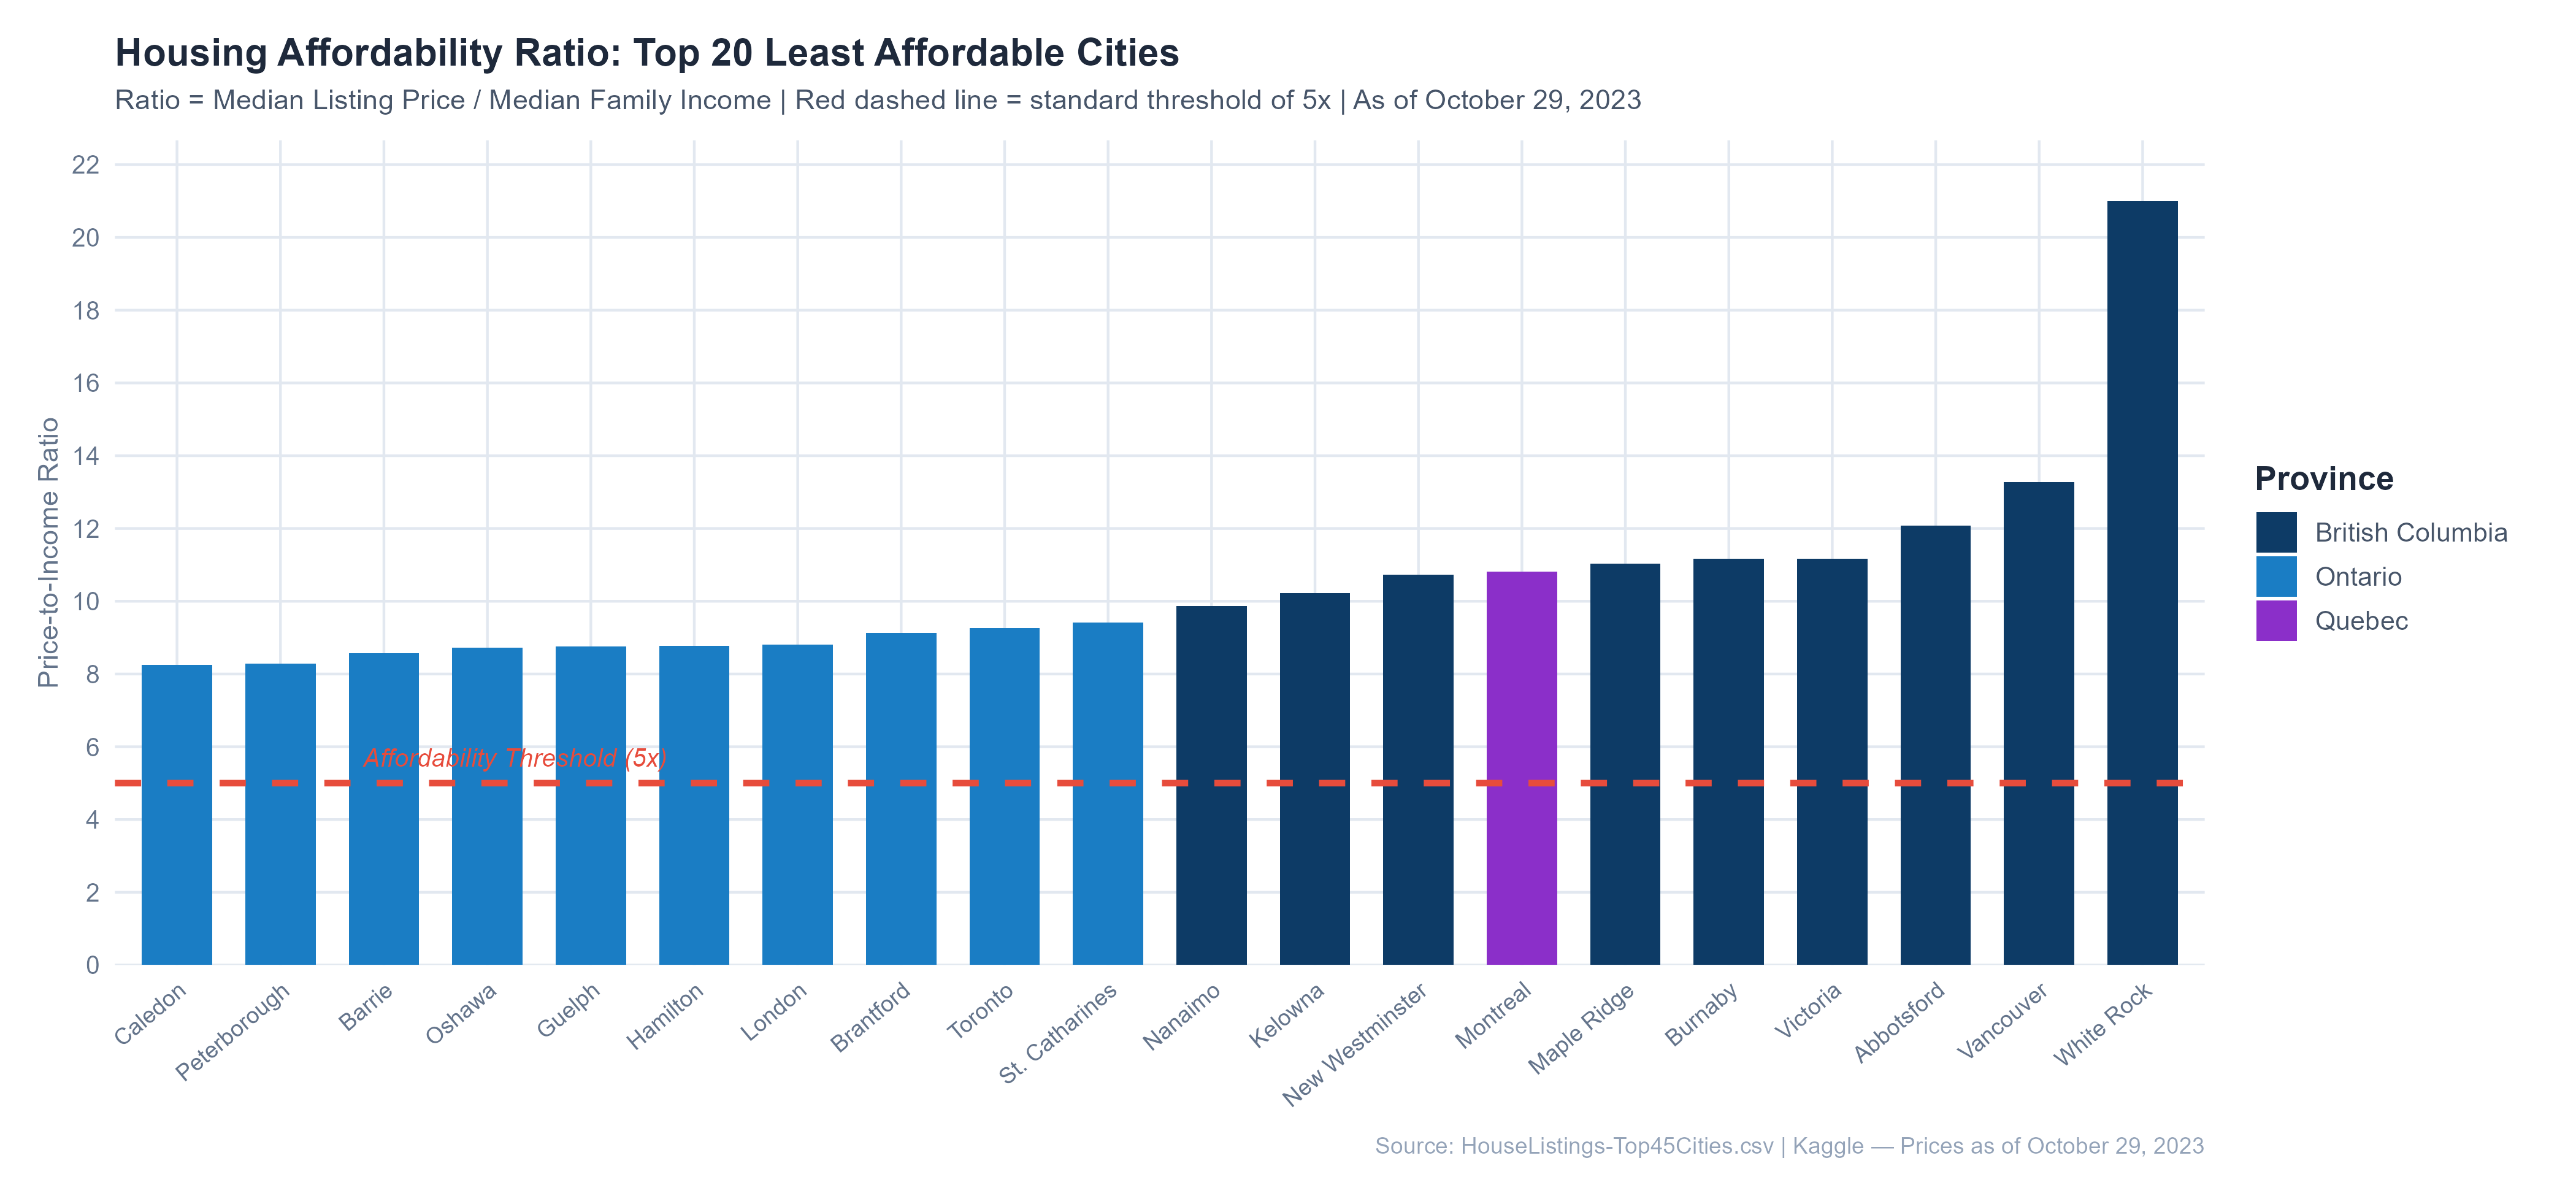 Housing Affordability Ratio: Top 20 Least Affordable Cities
Ratio = Median Listing Price / Median Family Income | Red dashed line = standard threshold of 5x | As of October 29, 2023
Price-to-Income Ratio
22
20
18
16
14
12
10
8
6
4
2
0
Affordability Threshold (5x)
Caledon
Peterborough
Barrie
Oshawa
Guelph
Hamilton
London
Brantford
Toronto
St. Catharines
Nanaimo
Kelowna
New Westminster
Montreal
Maple Ridge
Burnaby
Victoria
Abbotsford
Vancouver
White Rock
Province
British Columbia
Ontario
Quebec
Source: HouseListings-Top45Cities.csv | Kaggle — Prices as of October 29, 2023